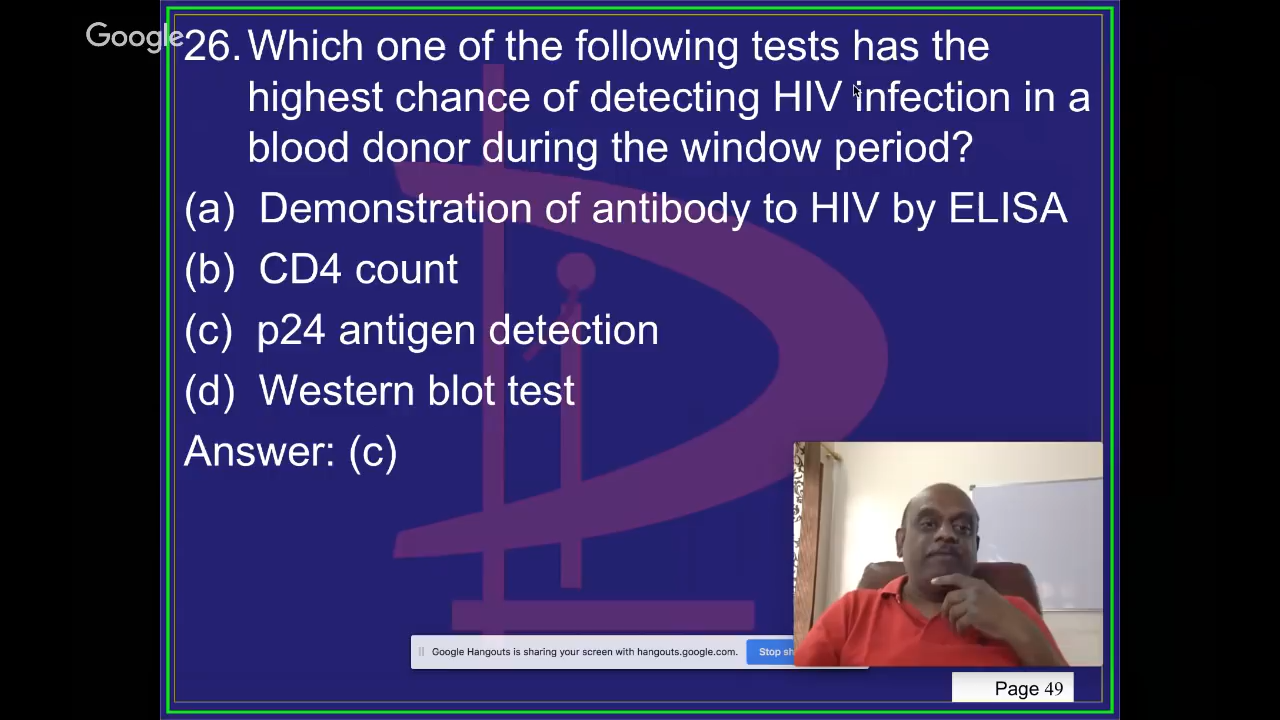 Google
26. Which one of the following tests has the
highest chance of detecting HIV infection in a
blood donor during the window period?
(a) Demonstration of antibody to HIV by ELISA
(b) CD4 count
(c) p24 antigen detection
(d) Western blot test
Answer: (c)
Google Hangouts is sharing your screen with hangouts.google.com.
Stop sh
Page 49